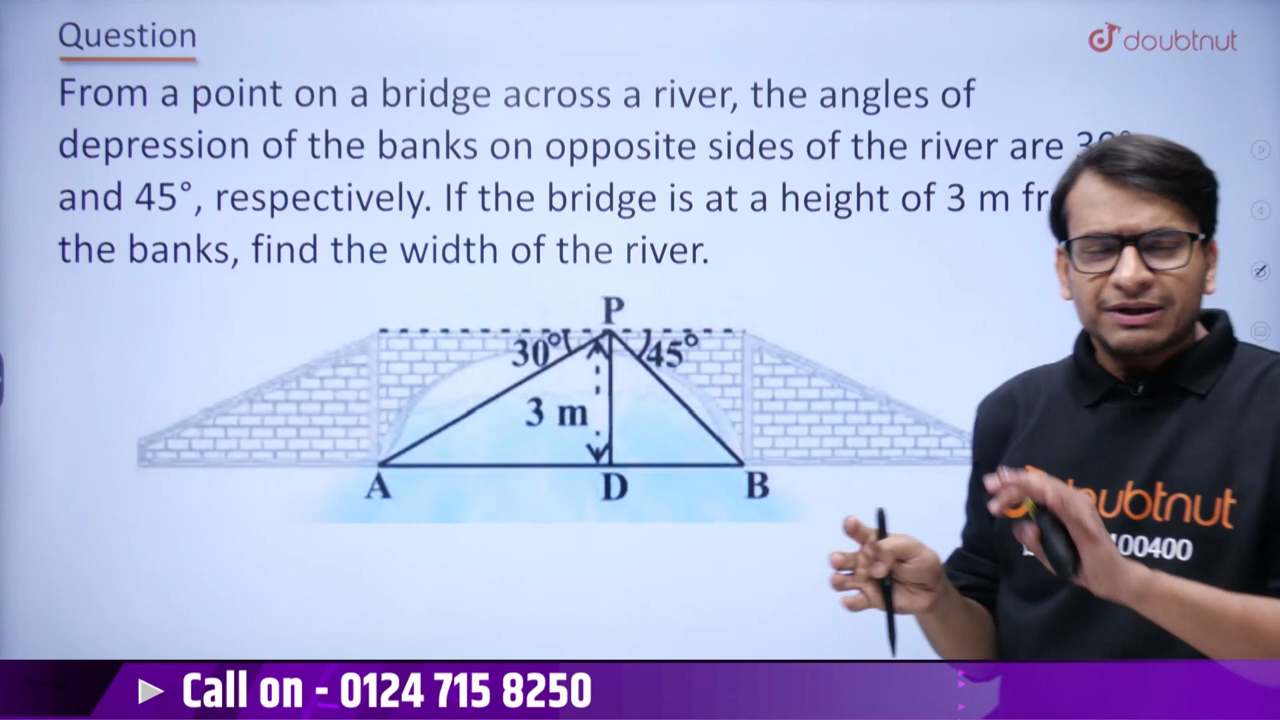 Question
doubtnut
From a point on a bridge across a river, the angles of
depression of the banks on opposite sides of the river are 30°
and 45°, respectively. If the bridge is at a height of 3 m
the banks, find the width of the river.
P
30° 45°
3 m
A D B
doubtnut
100400
Call on - 0124 715 8250